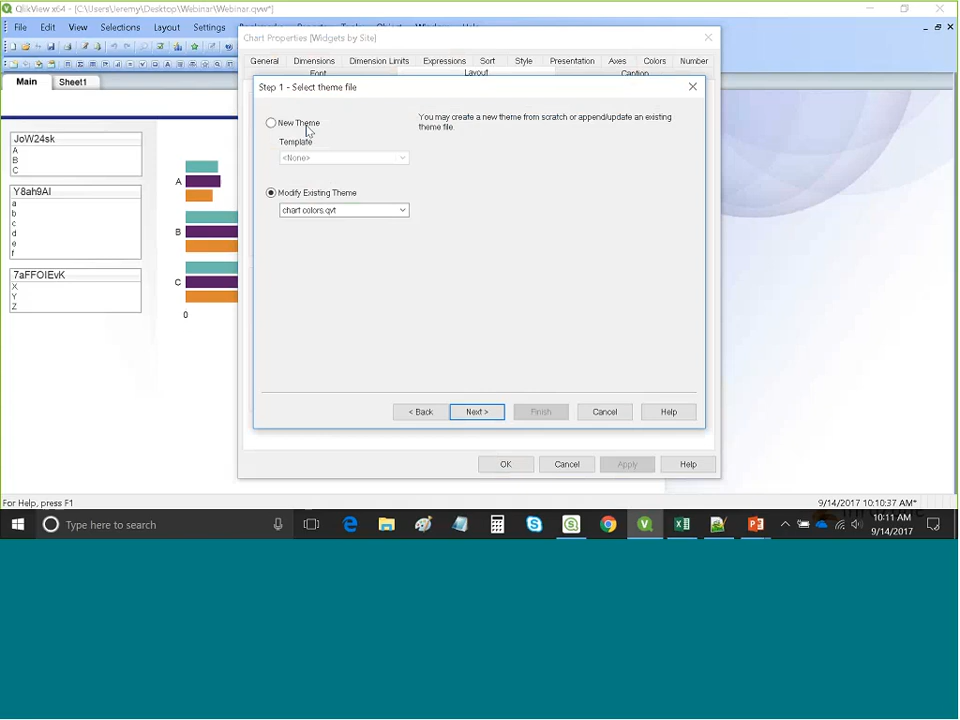 QlikView x64 - [C:\Users\Jeremy\Desktop\Webinar\Webinar.qvw*]
File Edit View Selections Layout Settings
Main Sheet1
JoW24sk
A
B
C
Y8ah9AI
a
b
c
d
e
f
7aFFOIEvK
X
Y
Z
A
B
C
0
Chart Properties [Widgets by Site]
General Dimensions Dimension Limits Expressions Sort Style Presentation Axes Colors Number
Font Layout Caption
Step 1 - Select theme file
New Theme
Template
<None>
Modify Existing Theme
chart colors.qvt
You may create a new theme from scratch or append/update an existing
theme file.
< Back Next > Finish Cancel Help
OK Cancel Apply Help
For Help, press F1
9/14/2017 10:10:37 AM*
Type here to search
10:11 AM
9/14/2017